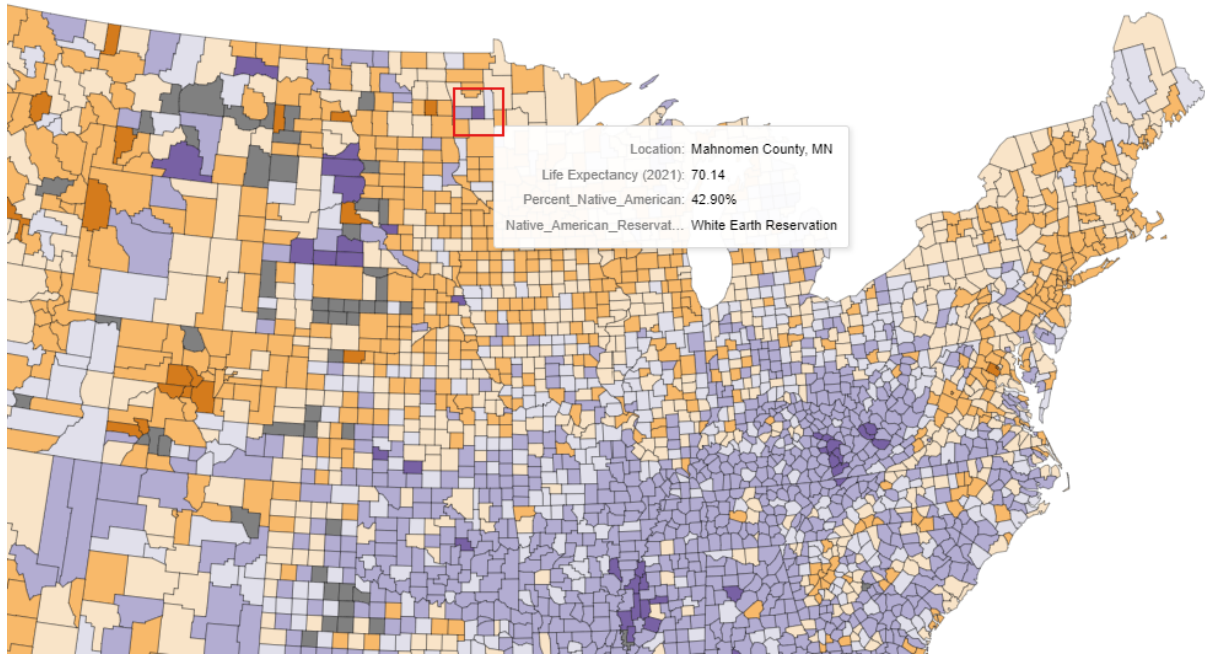 Location: Mahnomen County, MN
Life Expectancy (2021): 70.14
Percent_Native_American: 42.90%
Native_American_Reservat... White Earth Reservation